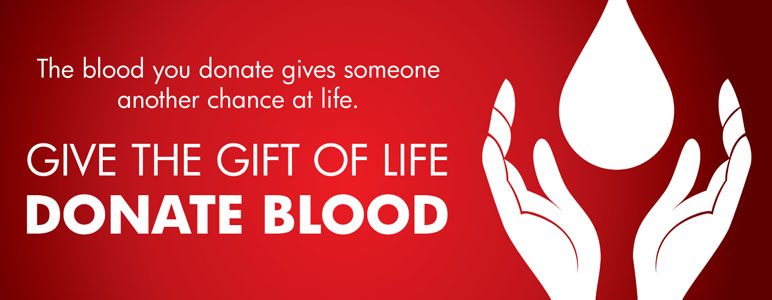 The blood you donate gives someone
another chance at life.
GIVE THE GIFT OF LIFE
DONATE BLOOD